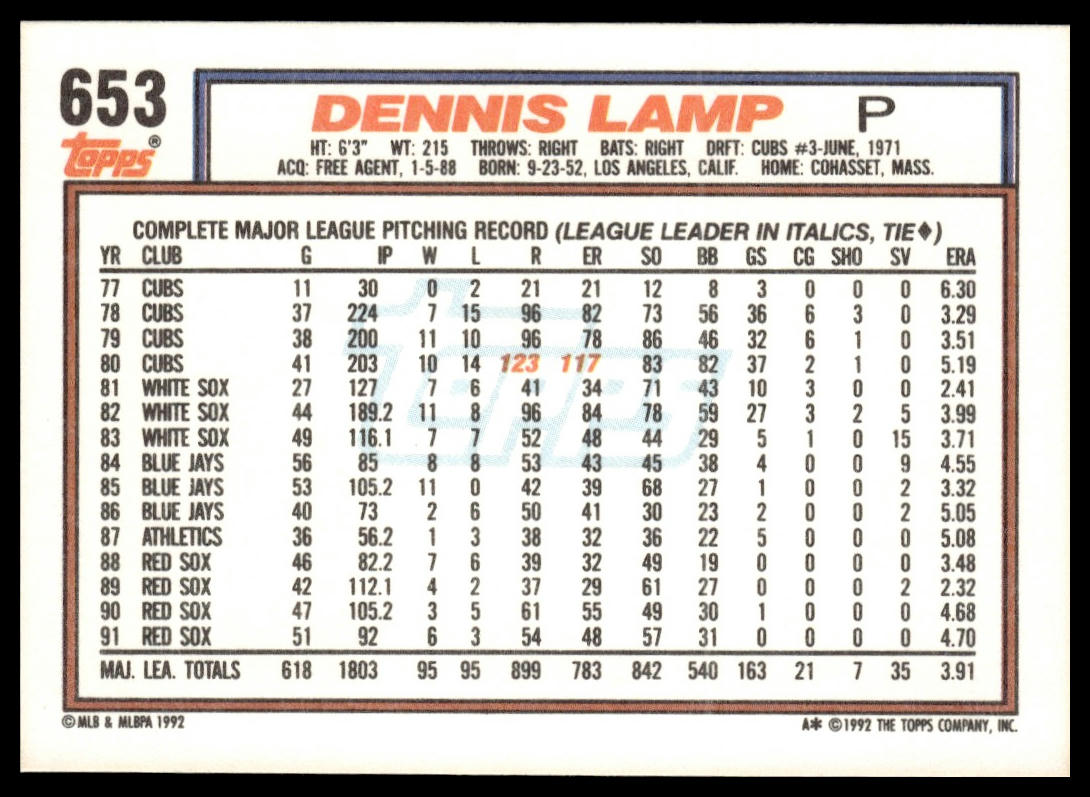 653
topps®
DENNIS LAMP P
HT: 6'3" WT: 215 THROWS: RIGHT BATS: RIGHT DRFT: CUBS #3-JUNE, 1971
ACQ: FREE AGENT, 1-5-88 BORN: 9-23-52, LOS ANGELES, CALIF. HOME: COHASSET, MASS.
COMPLETE MAJOR LEAGUE PITCHING RECORD (LEAGUE LEADER IN ITALICS, TIE♦)
YR CLUB G IP W L R ER SO BB GS CG SHO SV ERA
77 CUBS 11 30 0 2 21 21 12 8 3 0 0 0 6.30
78 CUBS 37 224 7 15 96 82 73 56 36 6 3 0 3.29
79 CUBS 38 200 11 10 96 78 86 46 32 6 1 0 3.51
80 CUBS 41 203 10 14 123 117 83 82 37 2 1 0 5.19
81 WHITE SOX 27 127 7 6 41 34 71 43 10 3 0 0 2.41
82 WHITE SOX 44 189.2 11 8 96 84 78 59 27 3 2 5 3.99
83 WHITE SOX 49 116.1 7 7 52 48 44 29 5 1 0 15 3.71
84 BLUE JAYS 56 85 8 8 53 43 45 38 4 0 0 9 4.55
85 BLUE JAYS 53 105.2 11 0 42 39 68 27 1 0 0 2 3.32
86 BLUE JAYS 40 73 2 6 50 41 30 23 2 0 0 2 5.05
87 ATHLETICS 36 56.2 1 3 38 32 36 22 5 0 0 0 5.08
88 RED SOX 46 82.2 7 6 39 32 49 19 0 0 0 0 3.48
89 RED SOX 42 112.1 4 2 37 29 61 27 0 0 0 2 2.32
90 RED SOX 47 105.2 3 5 61 55 49 30 1 0 0 0 4.68
91 RED SOX 51 92 6 3 54 48 57 31 0 0 0 0 4.70
MAJ. LEA. TOTALS 618 1803 95 95 899 783 842 540 163 21 7 35 3.91
topps
©MLB & MLBPA 1992
A* ©1992 THE TOPPS COMPANY, INC.